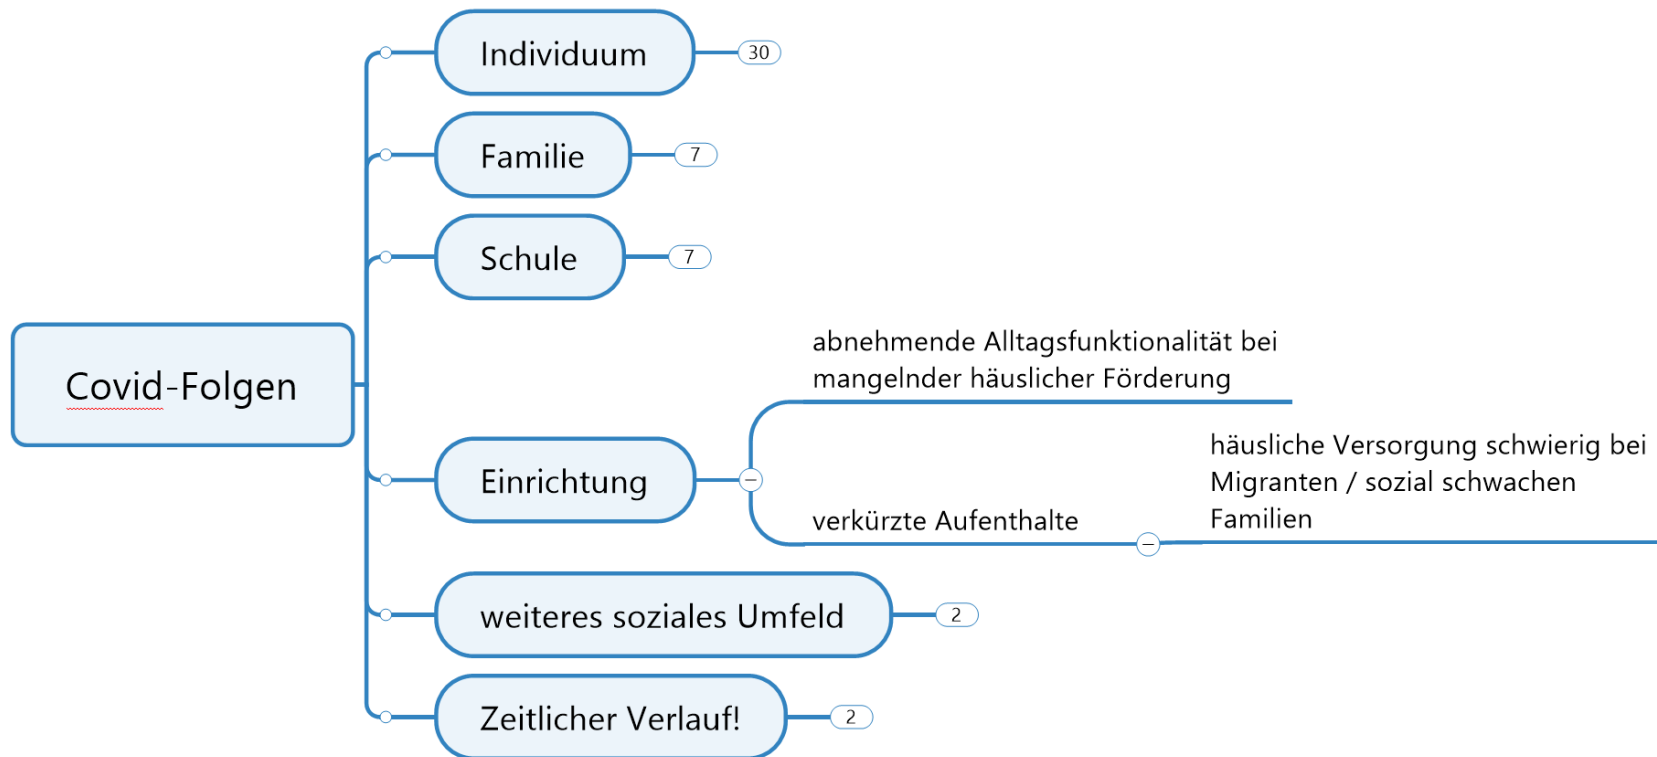 Individuum
30
Familie
7
Schule
7
Covid-Folgen
abnehmende Alltagsfunktionalität bei
mangelnder häuslicher Förderung
Einrichtung
verkürzte Aufenthalte
häusliche Versorgung schwierig bei
Migranten / sozial schwachen
Familien
weiteres soziales Umfeld
2
Zeitlicher Verlauf!
2